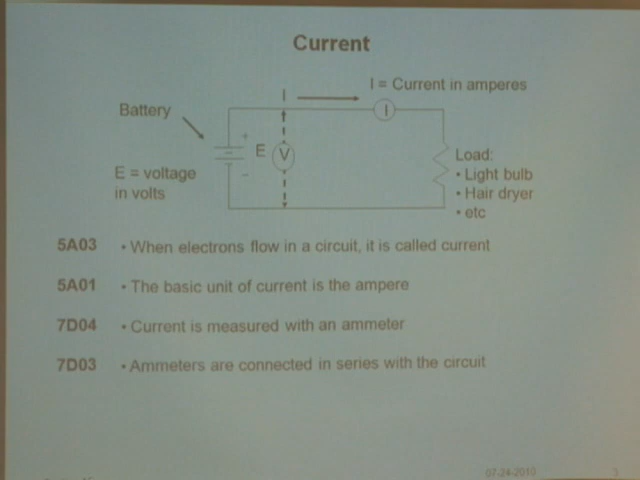 Current
I = Current in amperes
I
I
Battery
+
E
V
E = voltage
in volts
-
Load:
• Light bulb
• Hair dryer
• etc
5A03 • When electrons flow in a circuit, it is called current
5A01 • The basic unit of current is the ampere
7D04 • Current is measured with an ammeter
7D03 • Ammeters are connected in series with the circuit
07-24-2010